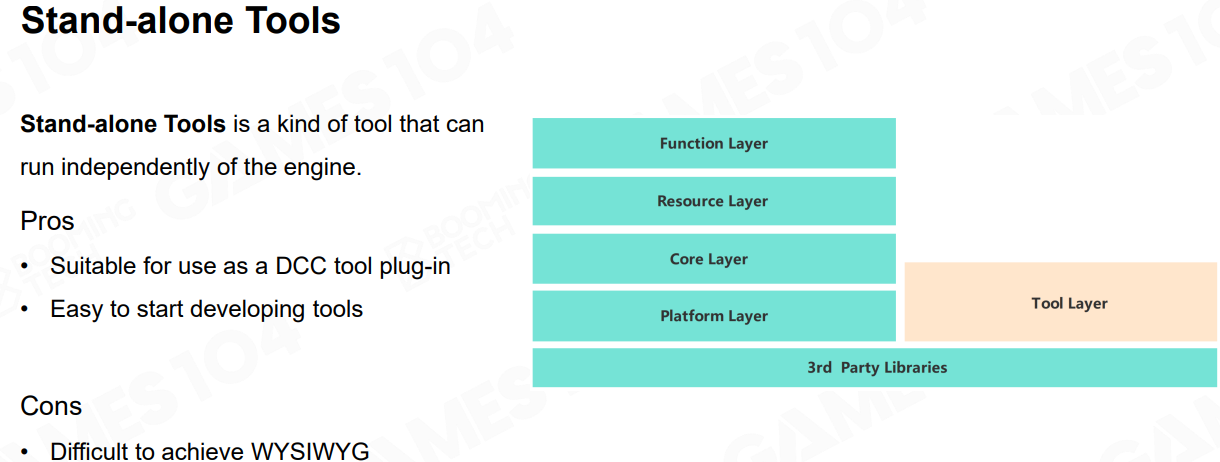 Stand-alone Tools
Stand-alone Tools is a kind of tool that can
run independently of the engine.
Pros
• Suitable for use as a DCC tool plug-in
• Easy to start developing tools
Cons
• Difficult to achieve WYSIWYG
Function Layer
Resource Layer
Core Layer
Platform Layer
Tool Layer
3rd Party Libraries
GAMES104
BOOMING
TECH